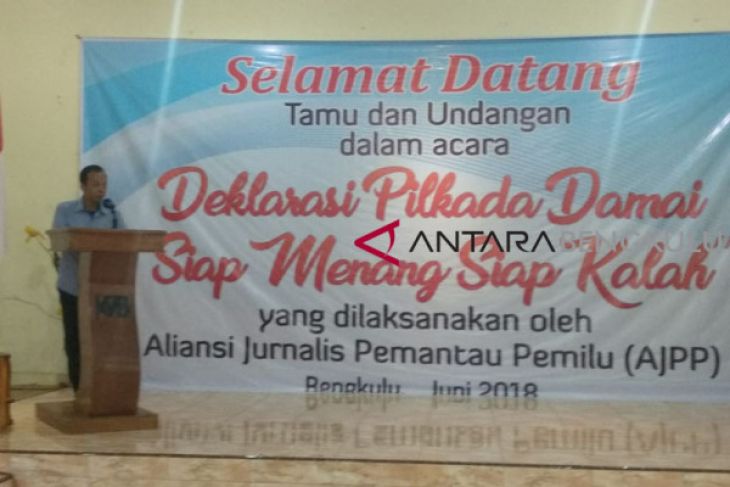 Selamat Datang
Tamu dan Undangan
dalam acara
Deklarasi Pilkada Damai
ANTARA BENGKULU
Siap Menang Siap Kalah
yang dilaksanakan oleh
Aliansi Jurnalis Pemantau Pemilu (AJPP)
Bengkulu, Juni 2018